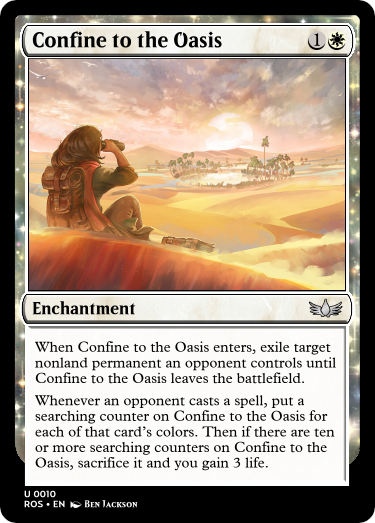 Confine to the Oasis 1
Enchantment
When Confine to the Oasis enters, exile target
nonland permanent an opponent controls until
Confine to the Oasis leaves the battlefield.
Whenever an opponent casts a spell, put a
searching counter on Confine to the Oasis for
each of that card's colors. Then if there are ten
or more searching counters on Confine to the
Oasis, sacrifice it and you gain 3 life.
U 0010
ROS • EN Ben Jackson